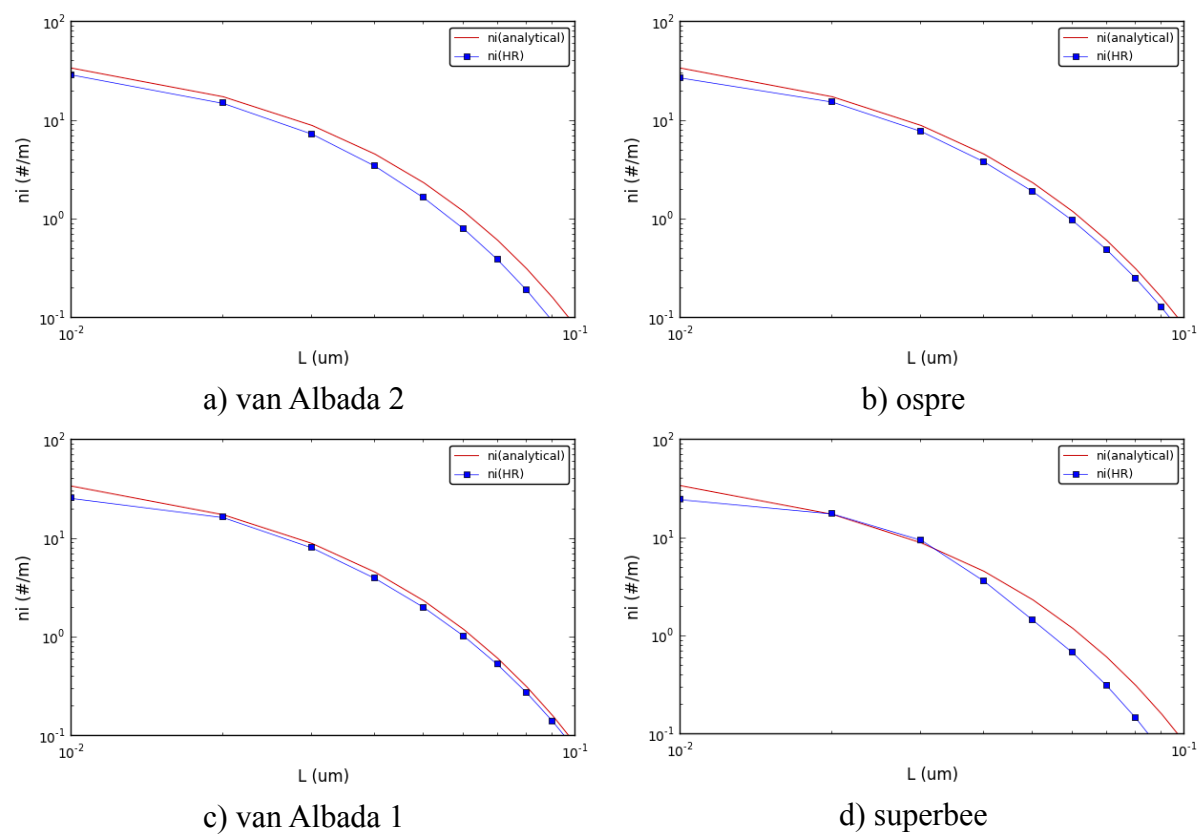 10²
10¹
10⁰
10⁻¹
10⁻²
10⁻¹
ni (#/m)
L (um)
ni(analytical)
ni(HR)
a) van Albada 2
10²
10¹
10⁰
10⁻¹
10⁻²
10⁻¹
ni (#/m)
L (um)
ni(analytical)
ni(HR)
b) ospre
10²
10¹
10⁰
10⁻¹
10⁻²
10⁻¹
ni (#/m)
L (um)
ni(analytical)
ni(HR)
c) van Albada 1
10²
10¹
10⁰
10⁻¹
10⁻²
10⁻¹
ni (#/m)
L (um)
ni(analytical)
ni(HR)
d) superbee